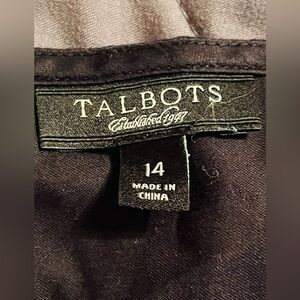 TALBOTS
Established 1947
14
MADE IN
CHINA